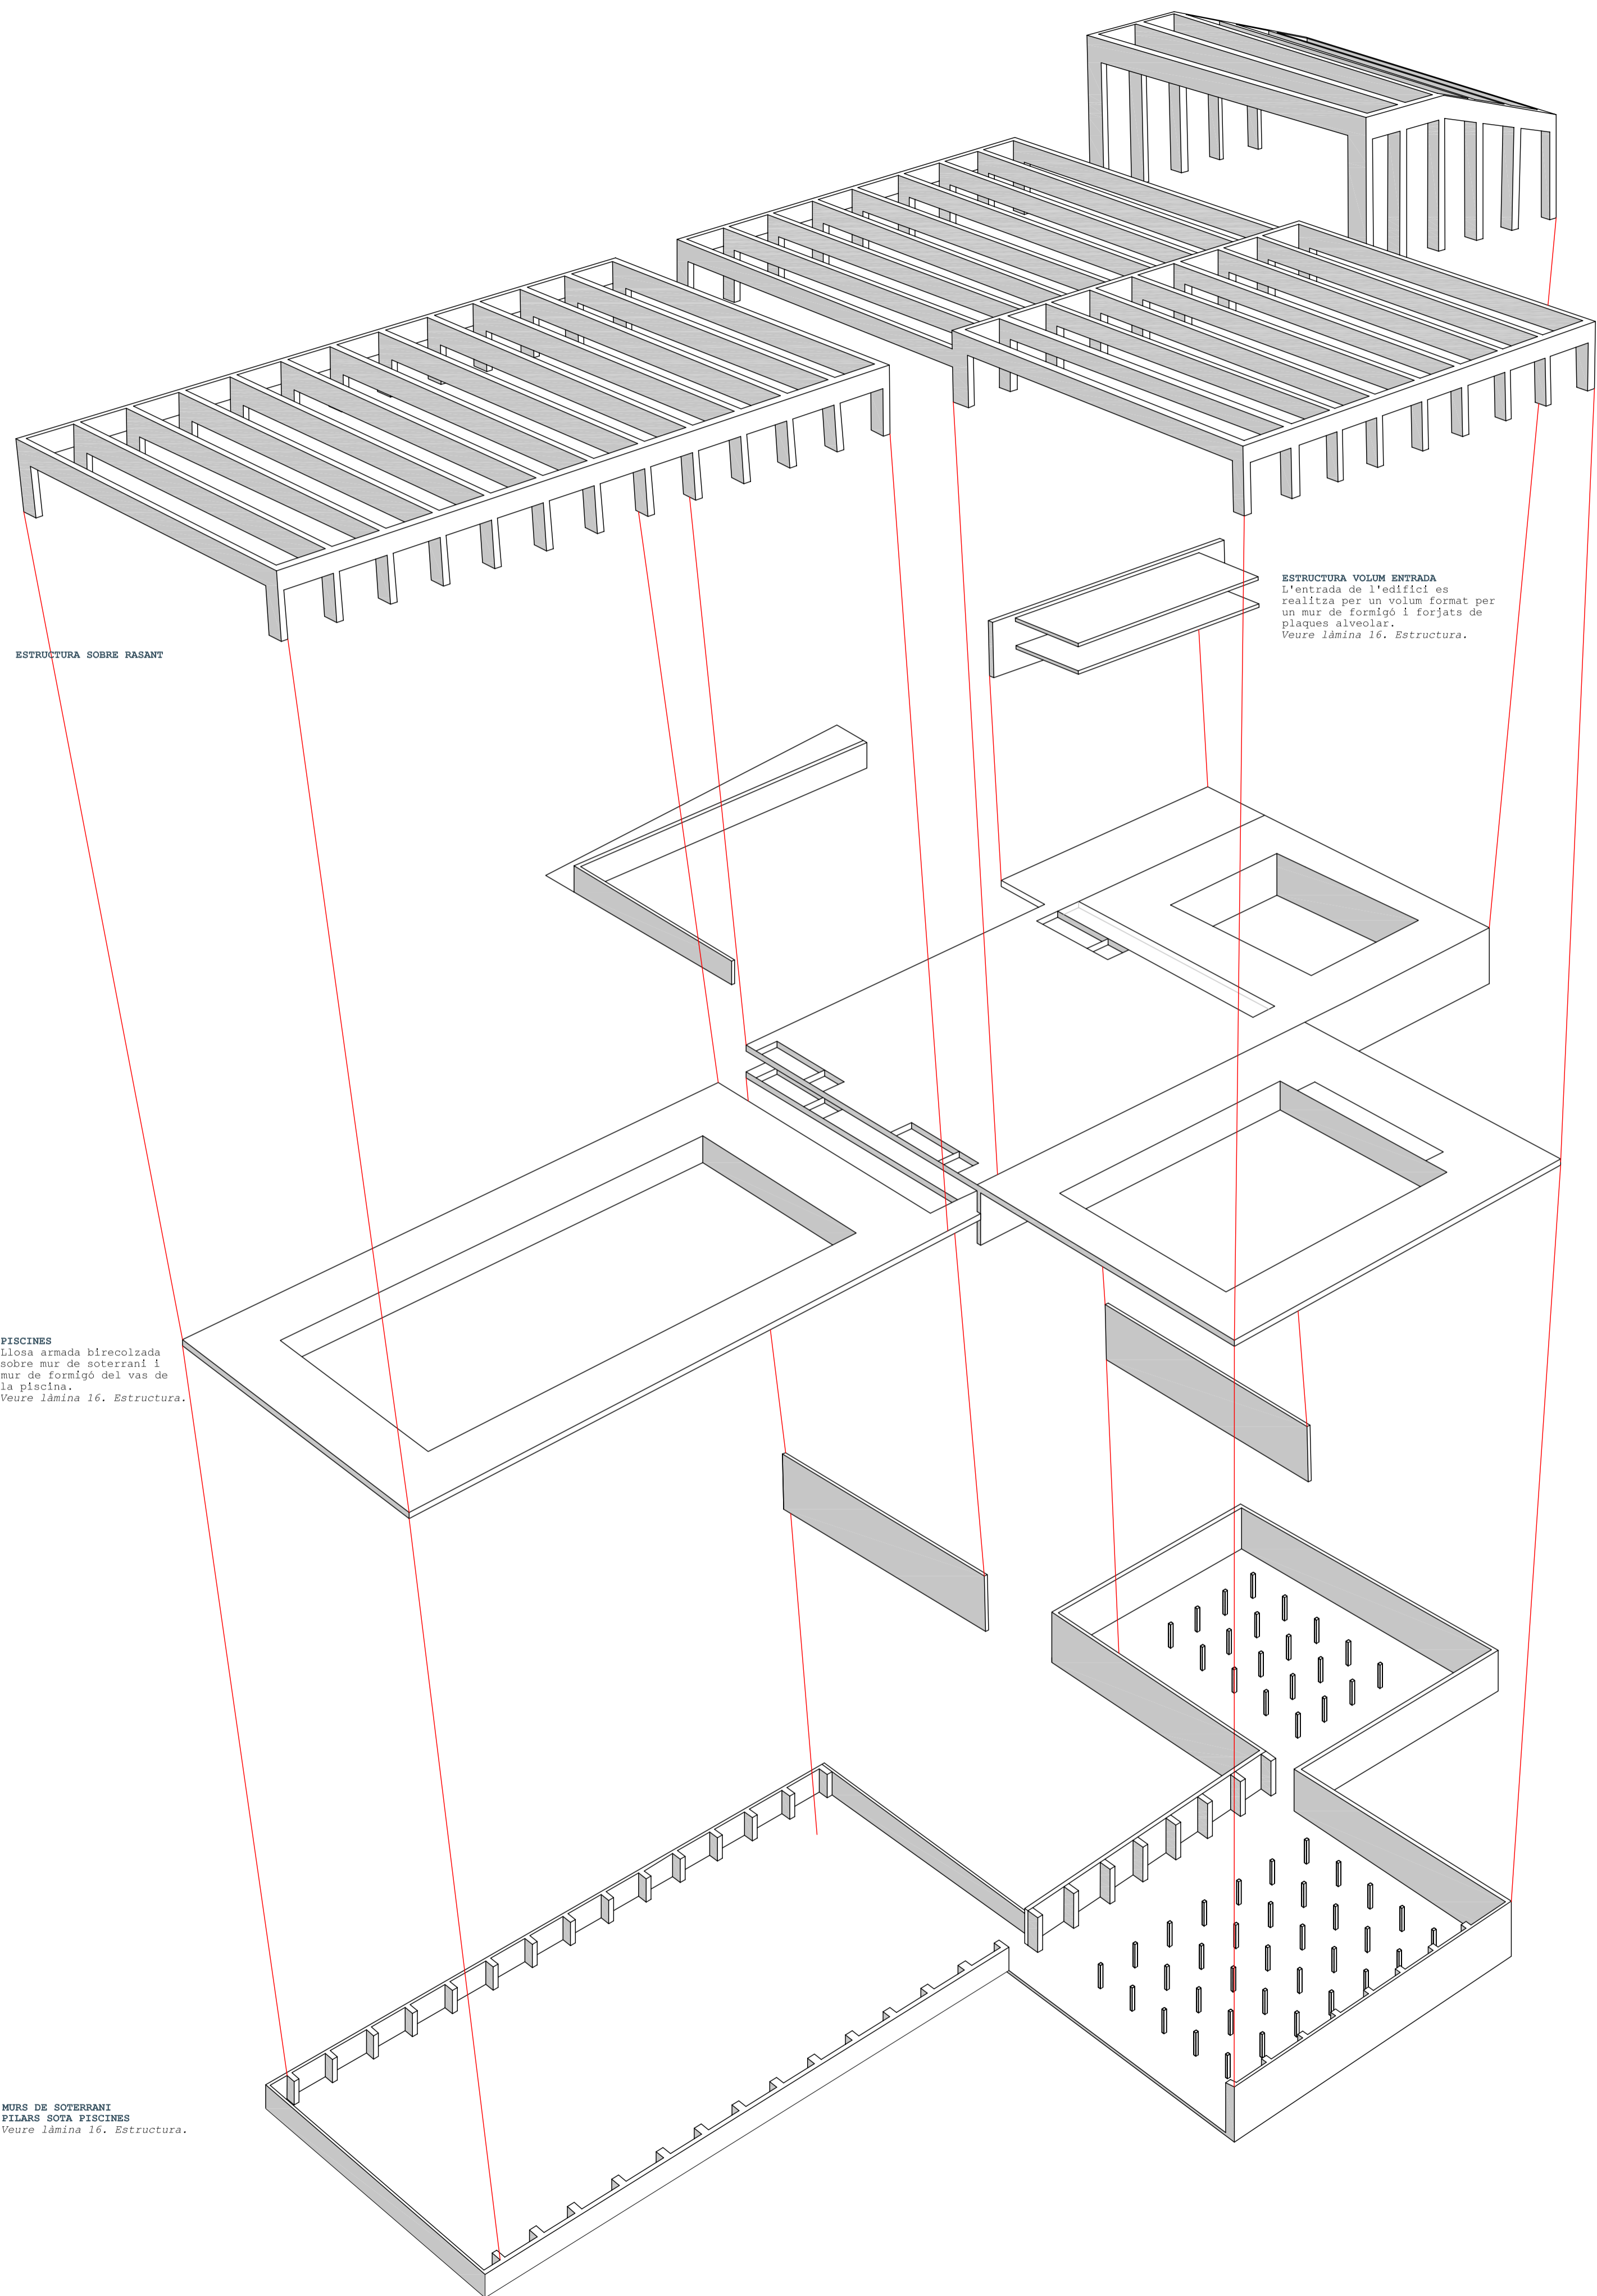 ESTRUCTURA VOLUM ENTRADA
L'entrada de l'edifici es
realitza per un volum format per
un mur de formigó i forjats de
plaques alveolar.
Veure làmina 16. Estructura.
ESTRUCTURA SOBRE RASANT
PISCINES
Llosa armada birecolzada
sobre mur de soterrani i
mur de formigó del vas de
la piscina.
Veure làmina 16. Estructura.
MURS DE SOTERRANI
PILARS SOTA PISCINES
Veure làmina 16. Estructura.